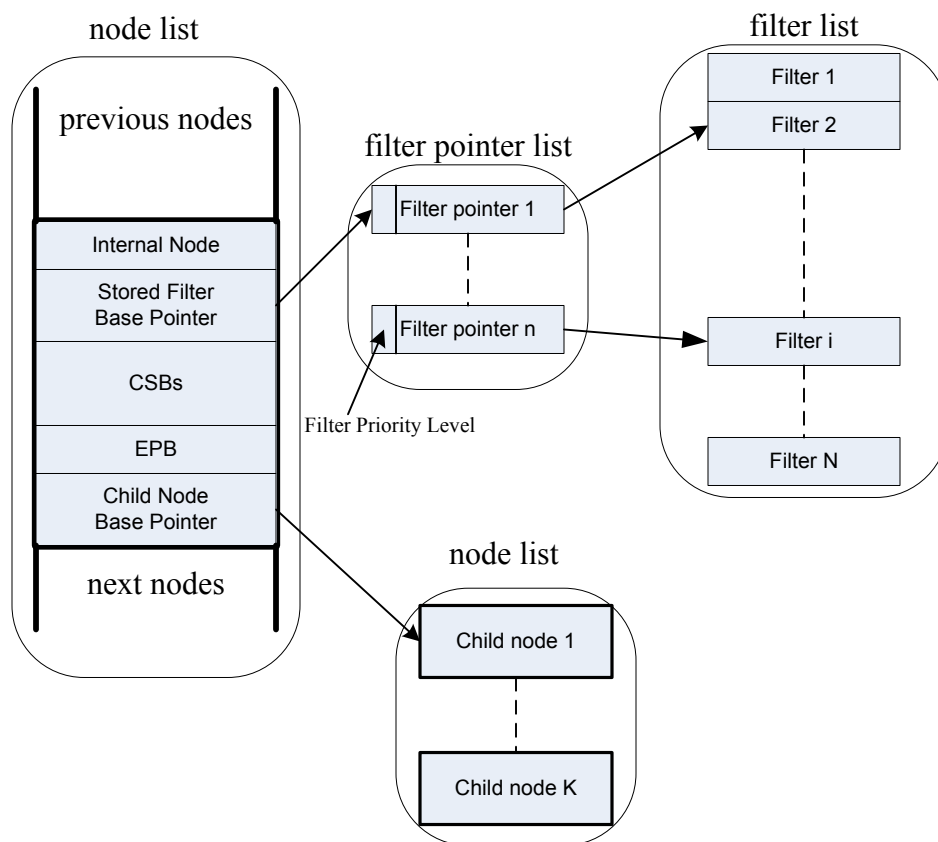 node list
previous nodes
Internal Node
Stored Filter
Base Pointer
CSBs
EPB
Child Node
Base Pointer
next nodes
filter pointer list
Filter pointer 1
Filter pointer n
Filter Priority Level
filter list
Filter 1
Filter 2
Filter i
Filter N
node list
Child node 1
Child node K